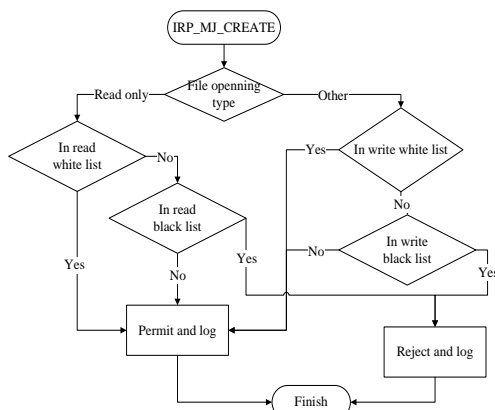 IRP_MJ_CREATE
File openning
type
Read only
Other
In read
white list
In write white list
Yes
No
No
In read
black list
In write
black list
Yes
No
Yes
No
Yes
Permit and log
Reject and log
Finish